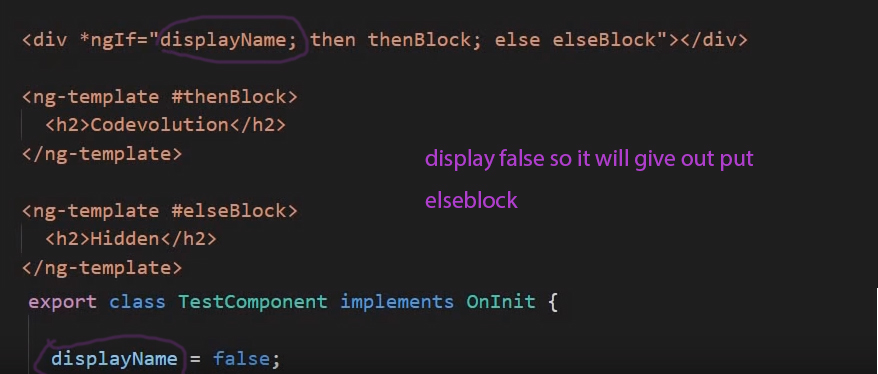 <div *ngIf="displayName; then thenBlock; else elseBlock"></div>
<ng-template #thenBlock>
<h2>Codevolution</h2>
</ng-template>
display false so it will give out put
elseblock
<ng-template #elseBlock>
<h2>Hidden</h2>
</ng-template>
export class TestComponent implements OnInit {
displayName = false;